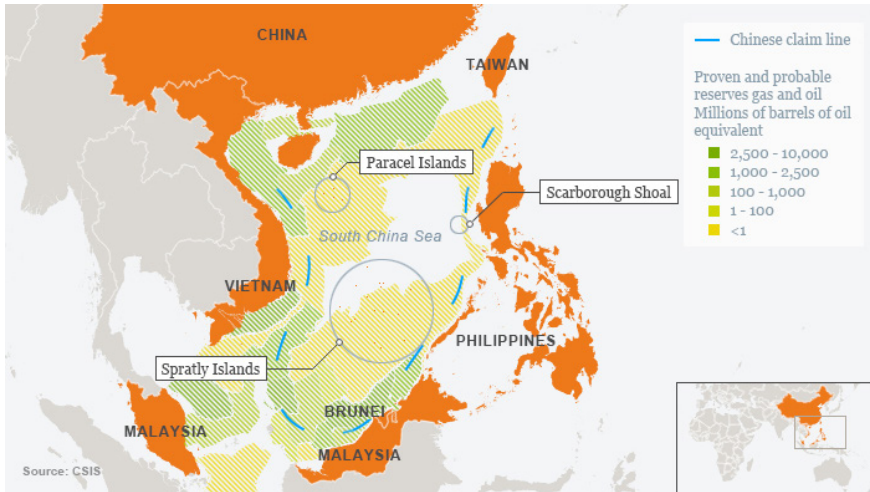 CHINA
TAIWAN
Chinese claim line
Proven and probable
reserves gas and oil
Millions of barrels of oil
equivalent
2,500 - 10,000
1,000 - 2,500
100 - 1,000
1 - 100
<1
Paracel Islands
Scarborough Shoal
South China Sea
VIETNAM
PHILIPPINES
Spratly Islands
BRUNEI
MALAYSIA
MALAYSIA
Source: CSIS